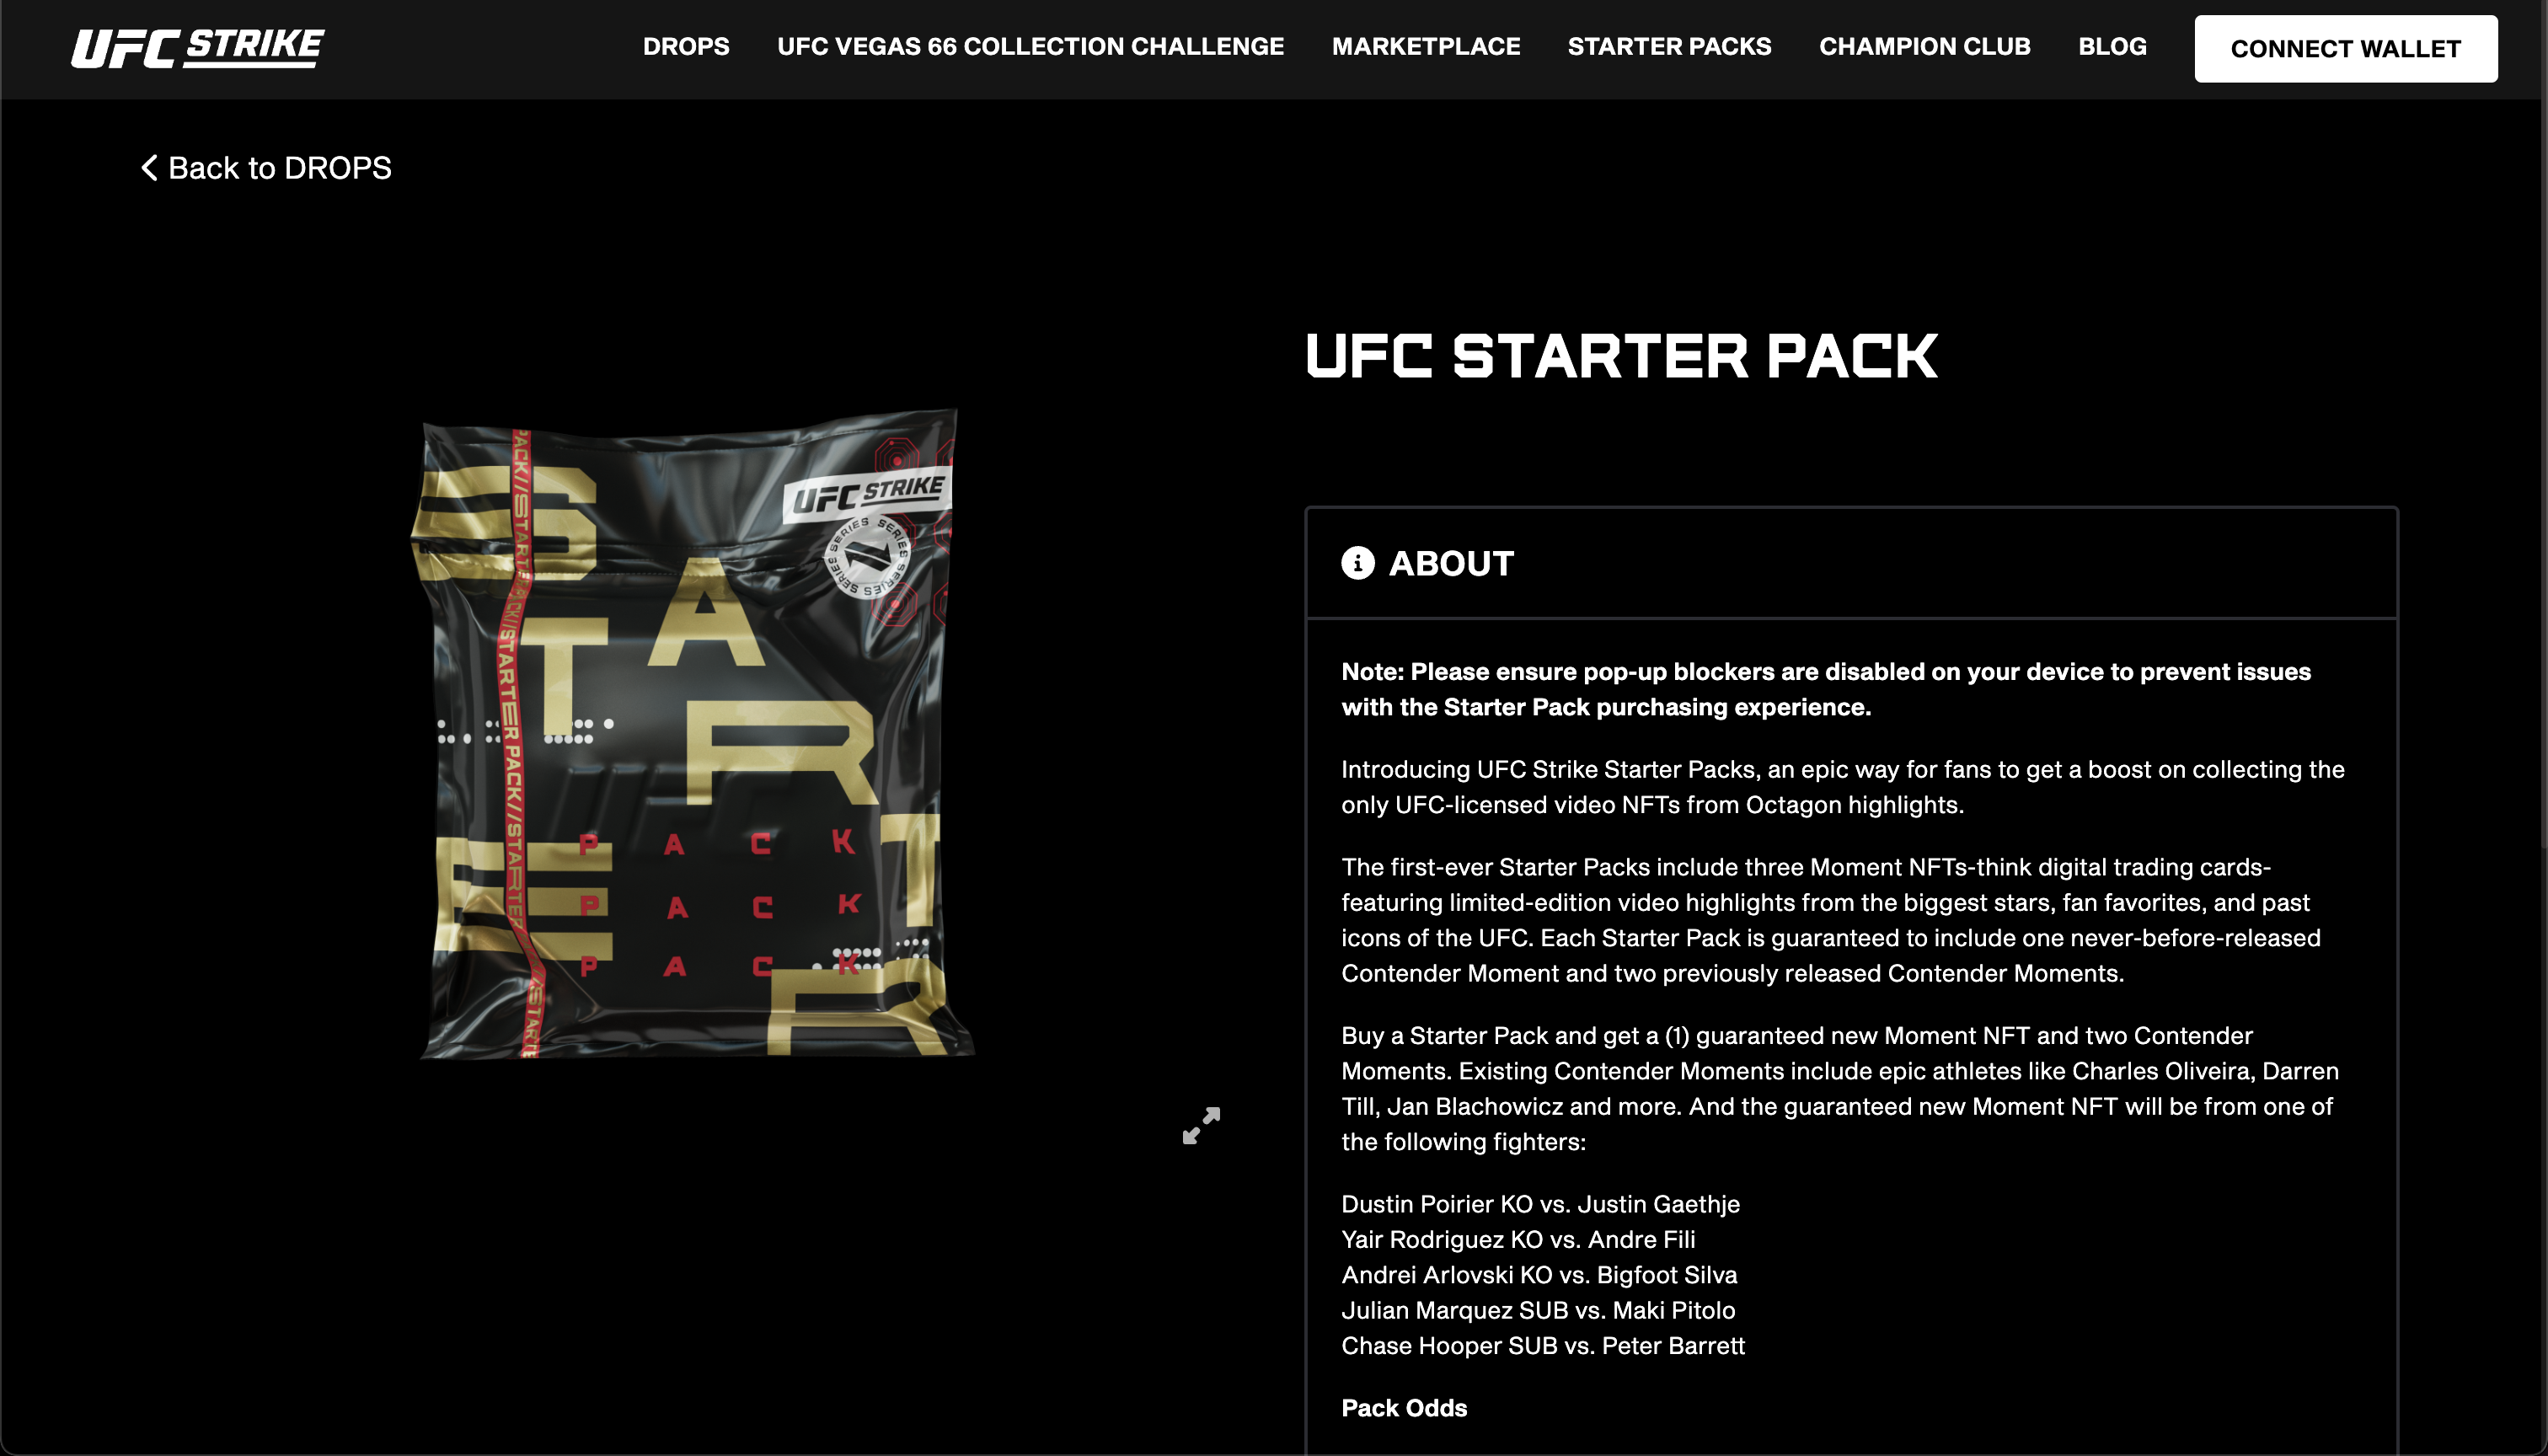 UFC STRIKE
DROPS
UFC VEGAS 66 COLLECTION CHALLENGE
MARKETPLACE
STARTER PACKS
CHAMPION CLUB
BLOG
CONNECT WALLET
Back to DROPS
UFC STARTER PACK
PACK//STARTER PACK//STARTER PACK//STARTER PACK//STARTE
UFC STRIKE
SERIES SERIES SERIES SERIES
S
T A
R
T
E
R
P A C K
P A C K
P A C K
ABOUT
Note: Please ensure pop-up blockers are disabled on your device to prevent issues
with the Starter Pack purchasing experience.
Introducing UFC Strike Starter Packs, an epic way for fans to get a boost on collecting the
only UFC-licensed video NFTs from Octagon highlights.
The first-ever Starter Packs include three Moment NFTs-think digital trading cards-
featuring limited-edition video highlights from the biggest stars, fan favorites, and past
icons of the UFC. Each Starter Pack is guaranteed to include one never-before-released
Contender Moment and two previously released Contender Moments.
Buy a Starter Pack and get a (1) guaranteed new Moment NFT and two Contender
Moments. Existing Contender Moments include epic athletes like Charles Oliveira, Darren
Till, Jan Blachowicz and more. And the guaranteed new Moment NFT will be from one of
the following fighters:
Dustin Poirier KO vs. Justin Gaethje
Yair Rodriguez KO vs. Andre Fili
Andrei Arlovski KO vs. Bigfoot Silva
Julian Marquez SUB vs. Maki Pitolo
Chase Hooper SUB vs. Peter Barrett
Pack Odds